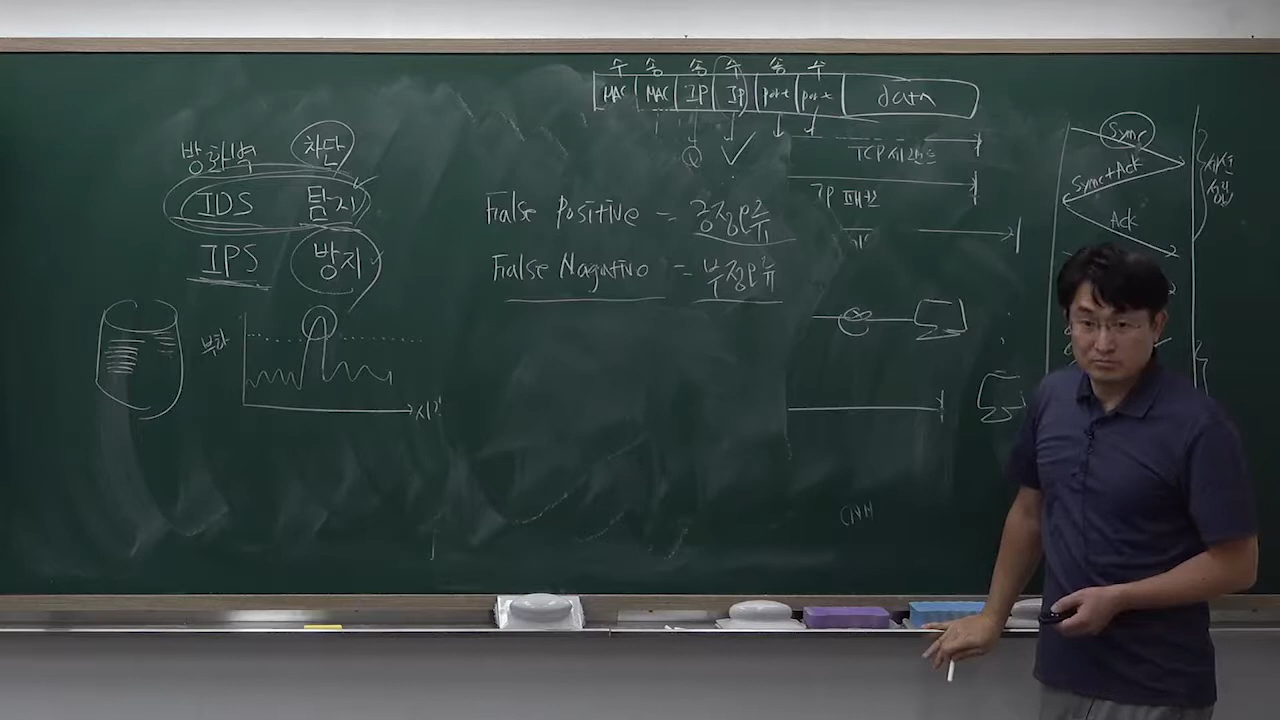 수 송 송 수 송 수
MAC MAC IP IP port port data
방화벽 차단
IDS 탐지
IPS 방지
부하
시간
False Positive = 긍정오류
False Nagative = 부정오류
TCP 세그먼트
IP 패킷
CNN
Sync
Sync+Ack
Ack